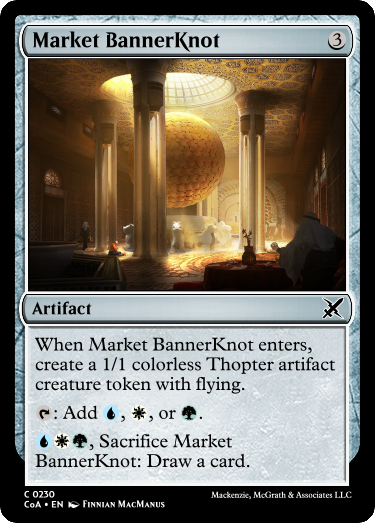 Market BannerKnot 3
Artifact
When Market BannerKnot enters,
create a 1/1 colorless Thopter artifact
creature token with flying.
: Add , , or .
, Sacrifice Market
BannerKnot: Draw a card.
C 0230
CoA • EN Finnian MacManus
Mackenzie, McGrath & Associates LLC